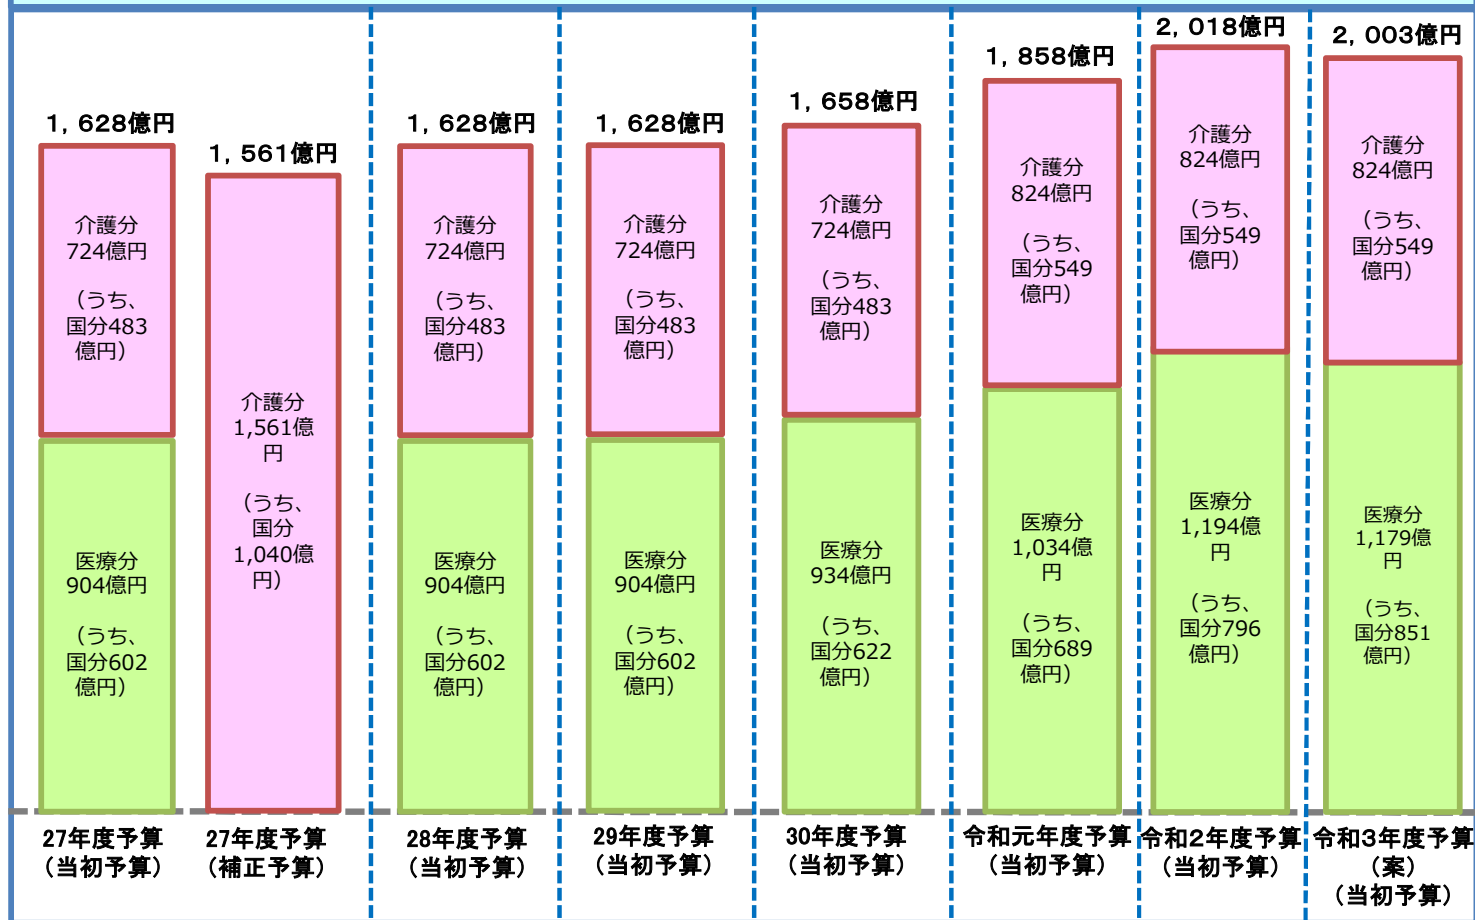 1,628億円
介護分
724億円
（うち、
国分483
億円）
医療分
904億円
（うち、
国分602
億円）
27年度予算
（当初予算）
1,561億円
介護分
1,561億
円
（うち、
国分
1,040億
円）
27年度予算
（補正予算）
1,628億円
介護分
724億円
（うち、
国分483
億円）
医療分
904億円
（うち、
国分602
億円）
28年度予算
（当初予算）
1,628億円
介護分
724億円
（うち、
国分483
億円）
医療分
904億円
（うち、
国分602
億円）
29年度予算
（当初予算）
1,658億円
介護分
724億円
（うち、
国分483
億円）
医療分
934億円
（うち、
国分622
億円）
30年度予算
（当初予算）
1,858億円
介護分
824億円
（うち、
国分549
億円）
医療分
1,034億
円
（うち、
国分689
億円）
令和元年度予算
（当初予算）
2,018億円
介護分
824億円
（うち、
国分549
億円）
医療分
1,194億
円
（うち、
国分796
億円）
令和２年度予算
（当初予算）
2,003億円
介護分
824億円
（うち、
国分549
億円）
医療分
1,179億
円
（うち、
国分851
億円）
令和３年度予算
（案）
（当初予算）